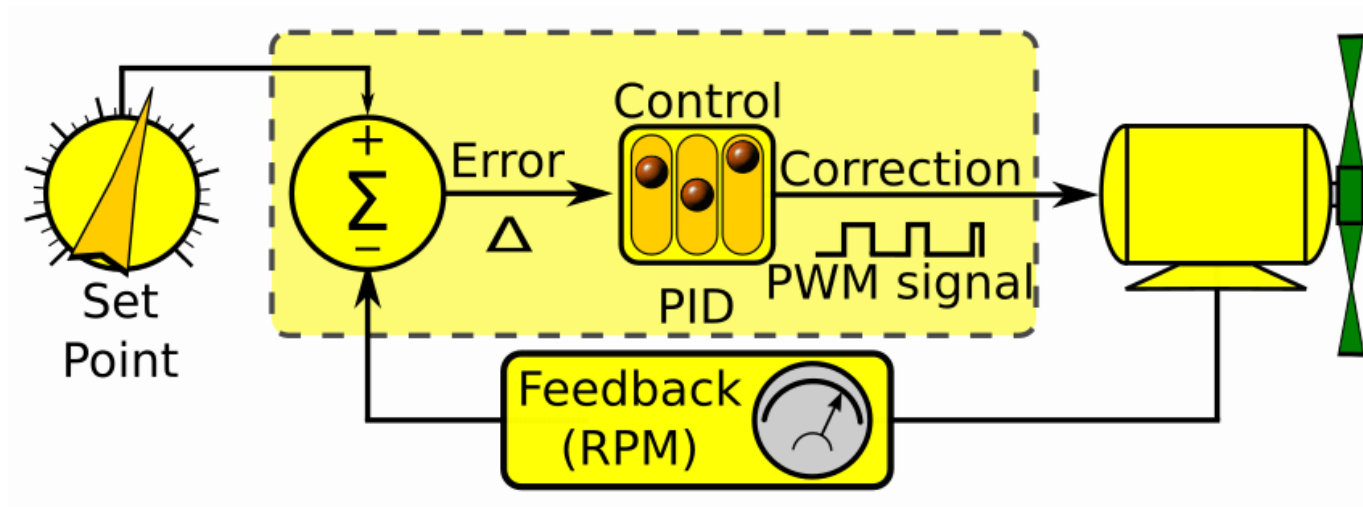 Control
+
Σ
−
Error
Δ
Correction
PWM signal
PID
Set
Point
Feedback
(RPM)